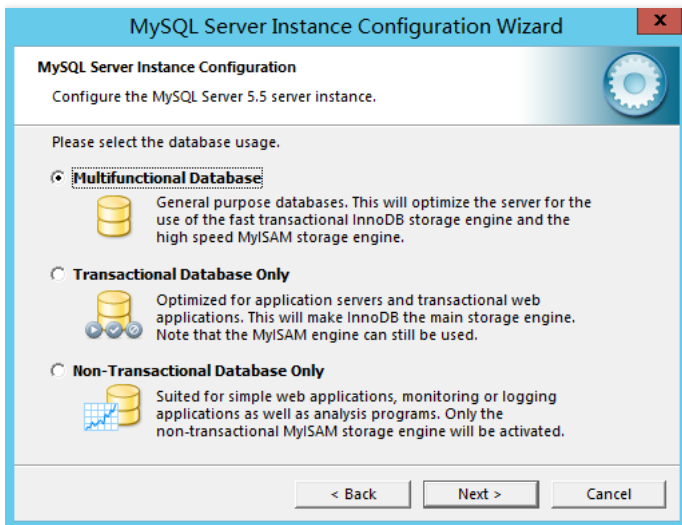 MySQL Server Instance Configuration Wizard
x
MySQL Server Instance Configuration
Configure the MySQL Server 5.5 server instance.
Please select the database usage.
Multifunctional Database
General purpose databases. This will optimize the server for the
use of the fast transactional InnoDB storage engine and the
high speed MyISAM storage engine.
Transactional Database Only
Optimized for application servers and transactional web
applications. This will make InnoDB the main storage engine.
Note that the MyISAM engine can still be used.
Non-Transactional Database Only
Suited for simple web applications, monitoring or logging
applications as well as analysis programs. Only the
non-transactional MyISAM storage engine will be activated.
< Back Next > Cancel